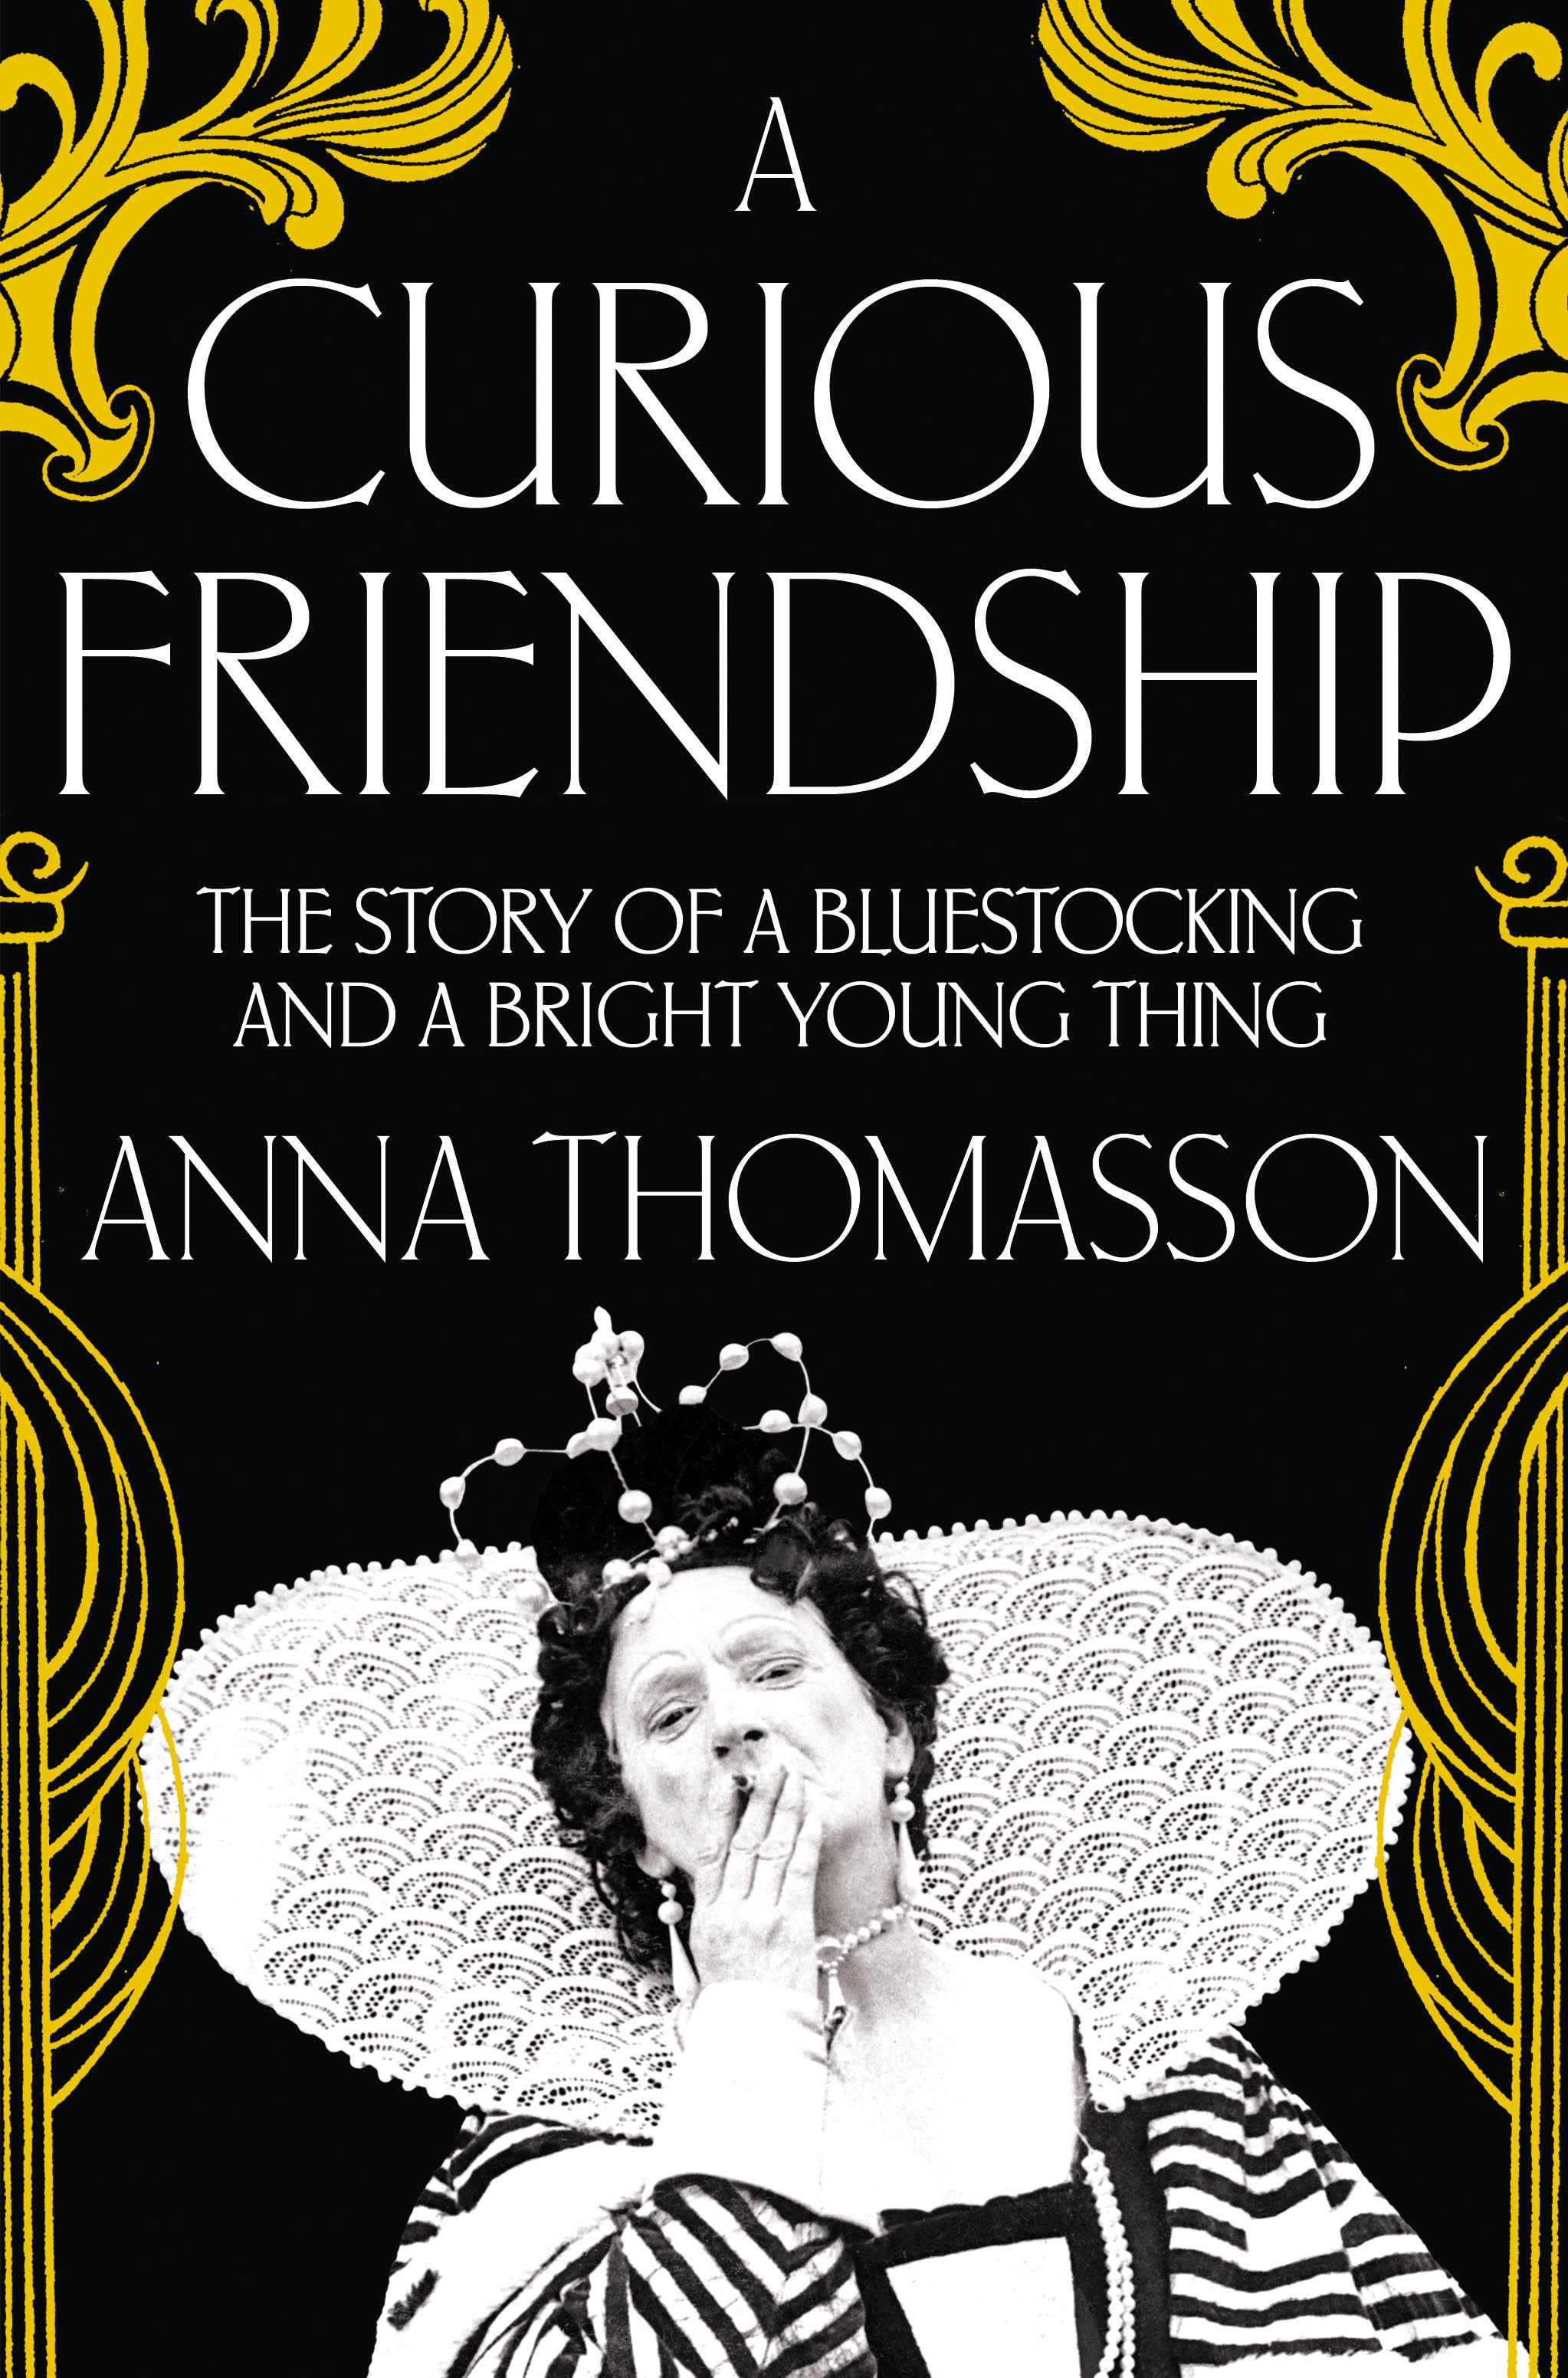 A
CURIOUS
FRIENDSHIP
THE STORY OF A BLUESTOCKING
AND A BRIGHT YOUNG THING
ANNA THOMASSON